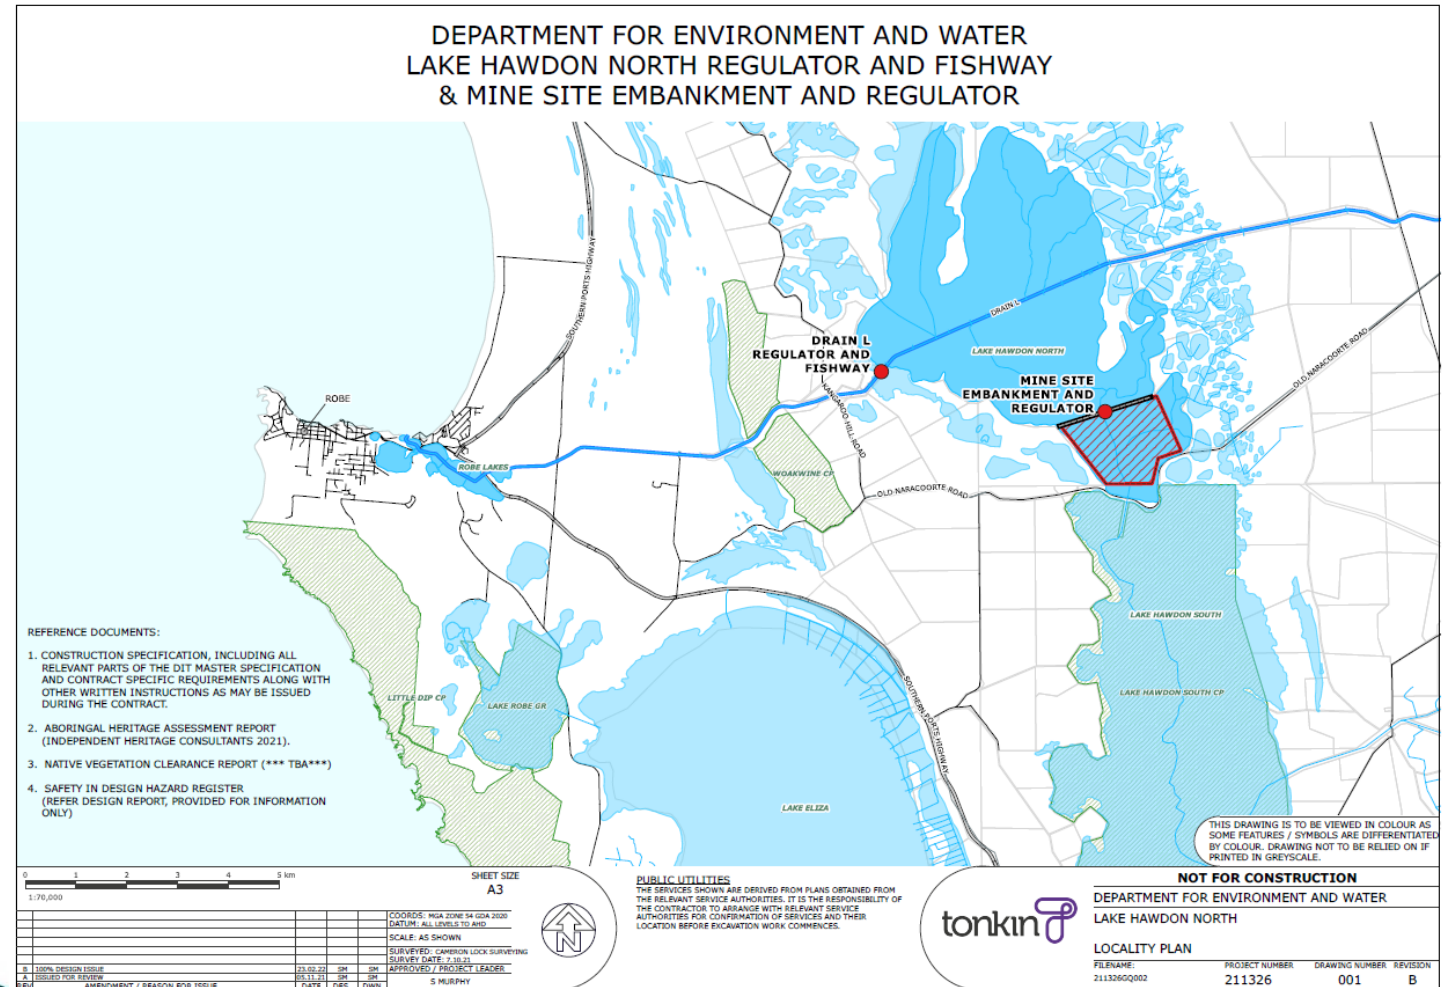 DEPARTMENT FOR ENVIRONMENT AND WATER
LAKE HAWDON NORTH REGULATOR AND FISHWAY
& MINE SITE EMBANKMENT AND REGULATOR
SOUTHERN PORTS HIGHWAY
DRAIN L
DRAIN L
REGULATOR AND
FISHWAY
LAKE HAWDON NORTH
OLD NARACOORTE ROAD
MINE SITE
EMBANKMENT AND
REGULATOR
KANGAROO HILL ROAD
ROBE
ROBE LAKES
WOAKWINE CP
OLD NARACOORTE ROAD
LAKE HAWDON SOUTH
LAKE HAWDON SOUTH CP
LITTLE DIP CP
LAKE ROBE GR
SOUTHERN PORTS HIGHWAY
LAKE ELIZA
REFERENCE DOCUMENTS:
1. CONSTRUCTION SPECIFICATION, INCLUDING ALL
RELEVANT PARTS OF THE DIT MASTER SPECIFICATION
AND CONTRACT SPECIFIC REQUIREMENTS ALONG WITH
OTHER WRITTEN INSTRUCTIONS AS MAY BE ISSUED
DURING THE CONTRACT.
2. ABORINGAL HERITAGE ASSESSMENT REPORT
(INDEPENDENT HERITAGE CONSULTANTS 2021).
3. NATIVE VEGETATION CLEARANCE REPORT (*** TBA***)
4. SAFETY IN DESIGN HAZARD REGISTER
(REFER DESIGN REPORT, PROVIDED FOR INFORMATION
ONLY)
THIS DRAWING IS TO BE VIEWED IN COLOUR AS
SOME FEATURES / SYMBOLS ARE DIFFERENTIATED
BY COLOUR. DRAWING NOT TO BE RELIED ON IF
PRINTED IN GREYSCALE.
0 1 2 3 4 5 km
1:70,000
SHEET SIZE
A3
COORDS: MGA ZONE 54 GDA 2020
DATUM: ALL LEVELS TO AHD
SCALE: AS SHOWN
SURVEYED: CAMERON LOCK SURVEYING
SURVEY DATE: 7.10.21
B 100% DESIGN ISSUE 23.02.22 SM SM
A ISSUED FOR REVIEW 05.11.21 SM SM
REV AMENDMENT / REASON FOR ISSUE DATE DES DWN
APPROVED / PROJECT LEADER
S MURPHY
N
PUBLIC UTILITIES
THE SERVICES SHOWN ARE DERIVED FROM PLANS OBTAINED FROM
THE RELEVANT SERVICE AUTHORITIES. IT IS THE RESPONSIBILITY OF
THE CONTRACTOR TO ARRANGE WITH RELEVANT SERVICE
AUTHORITIES FOR CONFIRMATION OF SERVICES AND THEIR
LOCATION BEFORE EXCAVATION WORK COMMENCES.
tonkin
NOT FOR CONSTRUCTION
DEPARTMENT FOR ENVIRONMENT AND WATER
LAKE HAWDON NORTH
LOCALITY PLAN
FILENAME: PROJECT NUMBER DRAWING NUMBER REVISION
211326GQ002 211326 001 B